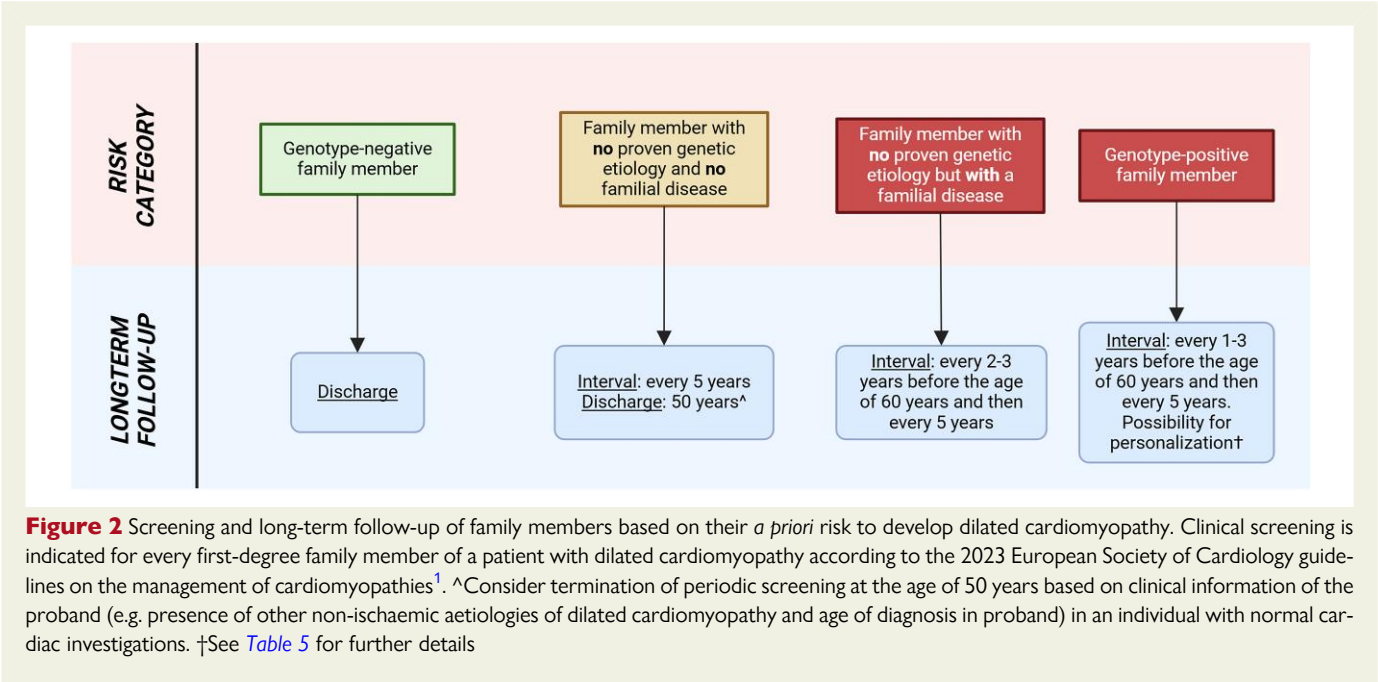 RISK
CATEGORY
Genotype-negative
family member
Family member with
no proven genetic
etiology and no
familial disease
Family member with
no proven genetic
etiology but with a
familial disease
Genotype-positive
family member
LONGTERM
FOLLOW-UP
Discharge
Interval: every 5 years
Discharge: 50 years^
Interval: every 2-3
years before the age
of 60 years and then
every 5 years
Interval: every 1-3
years before the age
of 60 years and then
every 5 years.
Possibility for
personalization†
Figure 2 Screening and long-term follow-up of family members based on their a priori risk to develop dilated cardiomyopathy. Clinical screening is
indicated for every first-degree family member of a patient with dilated cardiomyopathy according to the 2023 European Society of Cardiology guide-
lines on the management of cardiomyopathies1. ^Consider termination of periodic screening at the age of 50 years based on clinical information of the
proband (e.g. presence of other non-ischaemic aetiologies of dilated cardiomyopathy and age of diagnosis in proband) in an individual with normal car-
diac investigations. †See Table 5 for further details